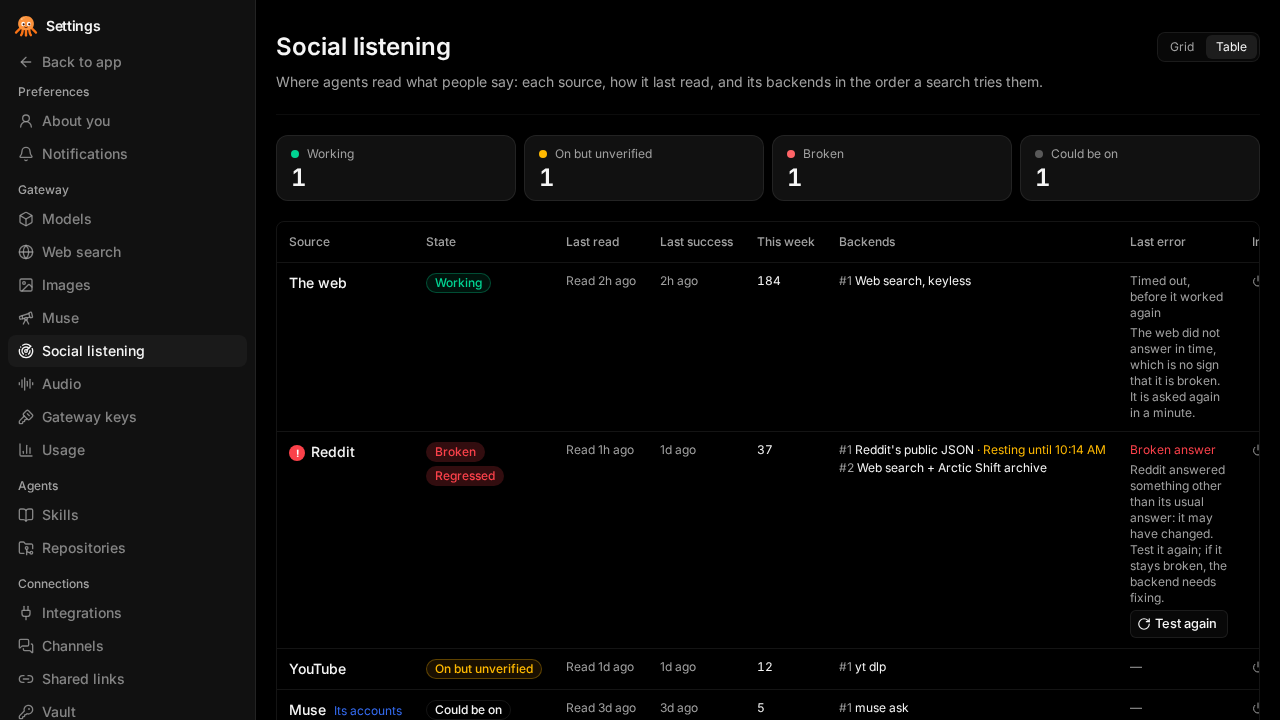 Settings
Back to app
Preferences
About you
Notifications
Gateway
Models
Web search
Images
Muse
Social listening
Audio
Gateway keys
Usage
Agents
Skills
Repositories
Connections
Integrations
Channels
Shared links
Vault
Social listening
Grid Table
Where agents read what people say: each source, how it last read, and its backends in the order a search tries them.
Working
1
On but unverified
1
Broken
1
Could be on
1
Source State Last read Last success This week Backends Last error
The web Working Read 2h ago 2h ago 184 #1 Web search, keyless
Timed out,
before it worked
again
The web did not
answer in time,
which is no sign
that it is broken.
It is asked again
in a minute.
! Reddit Broken Read 1h ago 1d ago 37 #1 Reddit's public JSON · Resting until 10:14 AM Broken answer
Regressed #2 Web search + Arctic Shift archive
Reddit answered
something other
than its usual
answer: it may
have changed.
Test it again; if it
stays broken, the
backend needs
fixing.
Test again
YouTube On but unverified Read 1d ago 1d ago 12 #1 yt dlp —
Muse Its accounts Could be on Read 3d ago 3d ago 5 #1 muse ask —